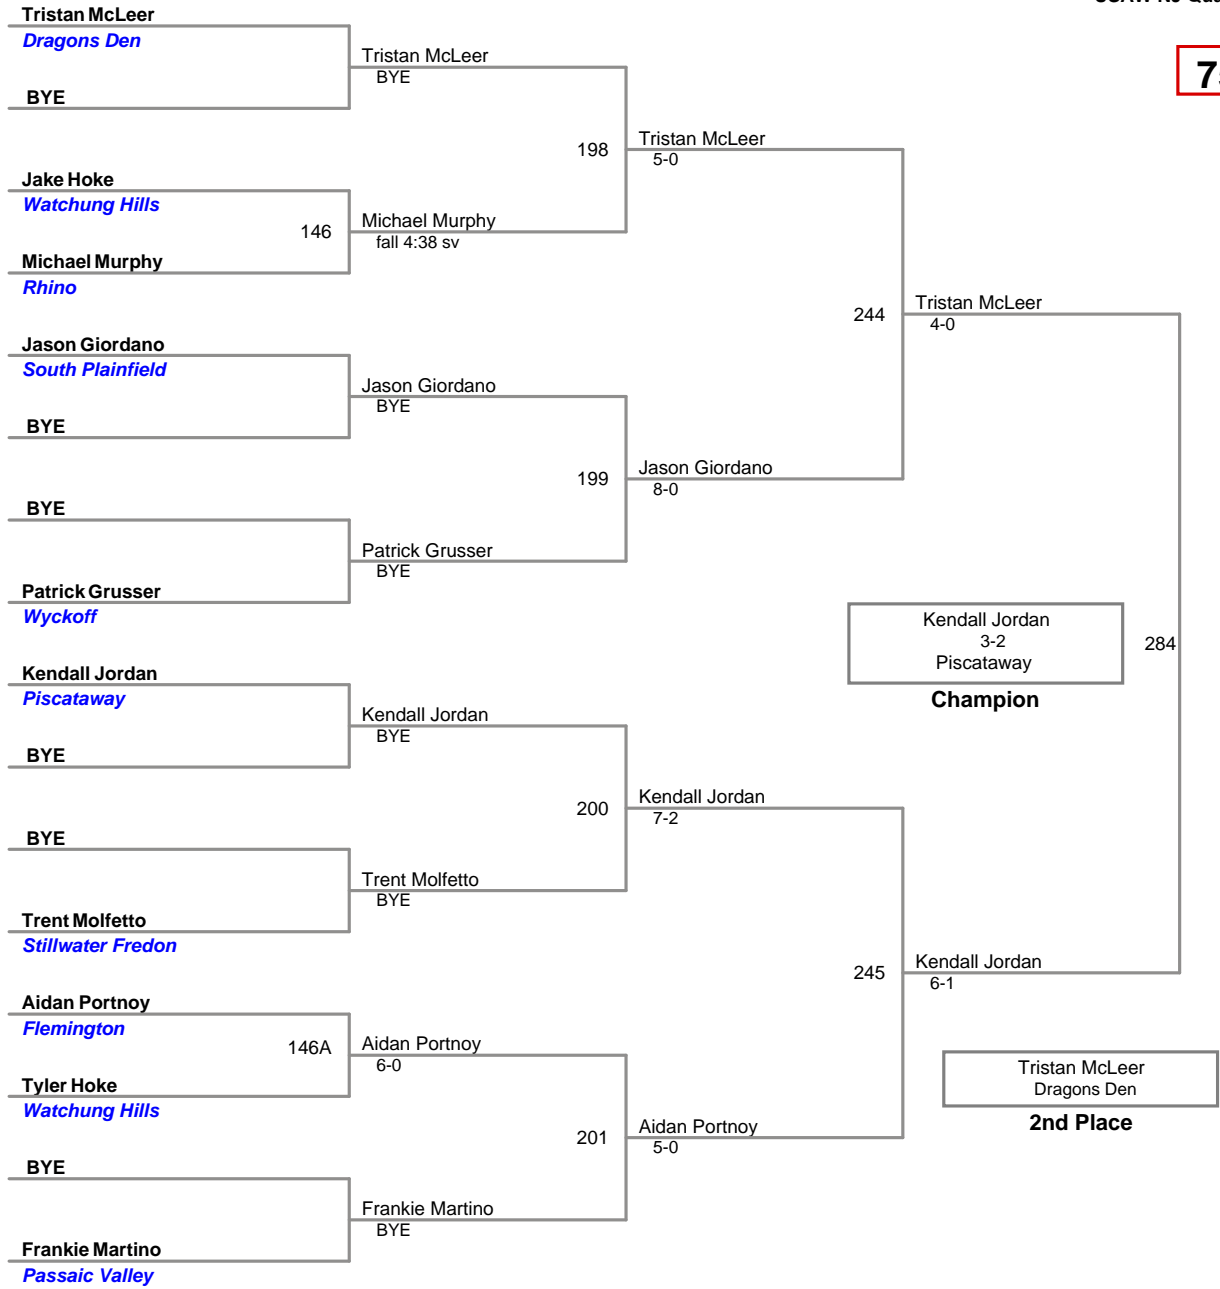 Tristan McLeer
Dragons Den
BYE
Jake Hoke
Watchung Hills
Michael Murphy
Rhino
Jason Giordano
South Plainfield
BYE
BYE
Patrick Grusser
Wyckoff
Kendall Jordan
Piscataway
BYE
BYE
Trent Molfetto
Stillwater Fredon
Aidan Portnoy
Flemington
Tyler Hoke
Watchung Hills
BYE
Frankie Martino
Passaic Valley
Tristan McLeer
BYE
146
Michael Murphy
fall 4:38 sv
Jason Giordano
BYE
Patrick Grusser
BYE
Kendall Jordan
BYE
Trent Molfetto
BYE
146A
Aidan Portnoy
6-0
Frankie Martino
BYE
198
Tristan McLeer
5-0
199
Jason Giordano
8-0
200
Kendall Jordan
7-2
201
Aidan Portnoy
5-0
244
Tristan McLeer
4-0
245
Kendall Jordan
6-1
284
Kendall Jordan
3-2
Piscataway
Champion
Tristan McLeer
Dragons Den
2nd Place